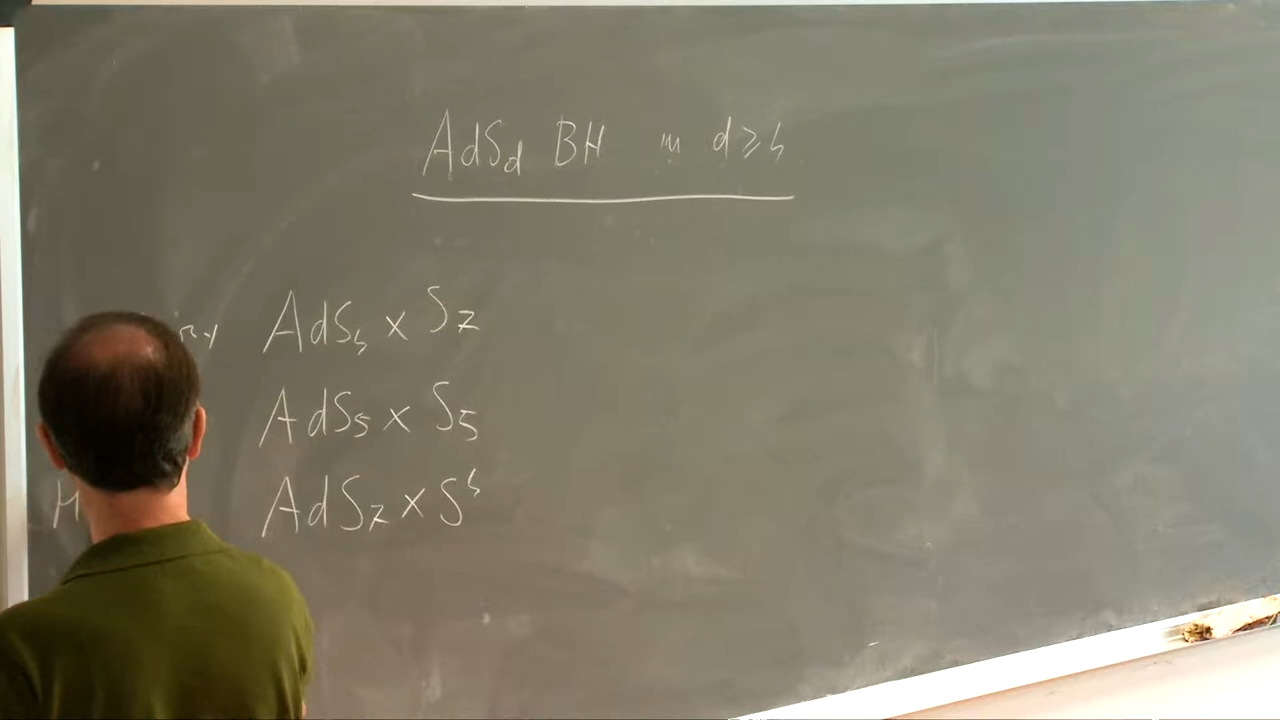 AdS_d BH in d ≥ 4
AdS_4 × S_7
AdS_5 × S_5
M AdS_7 × S^4